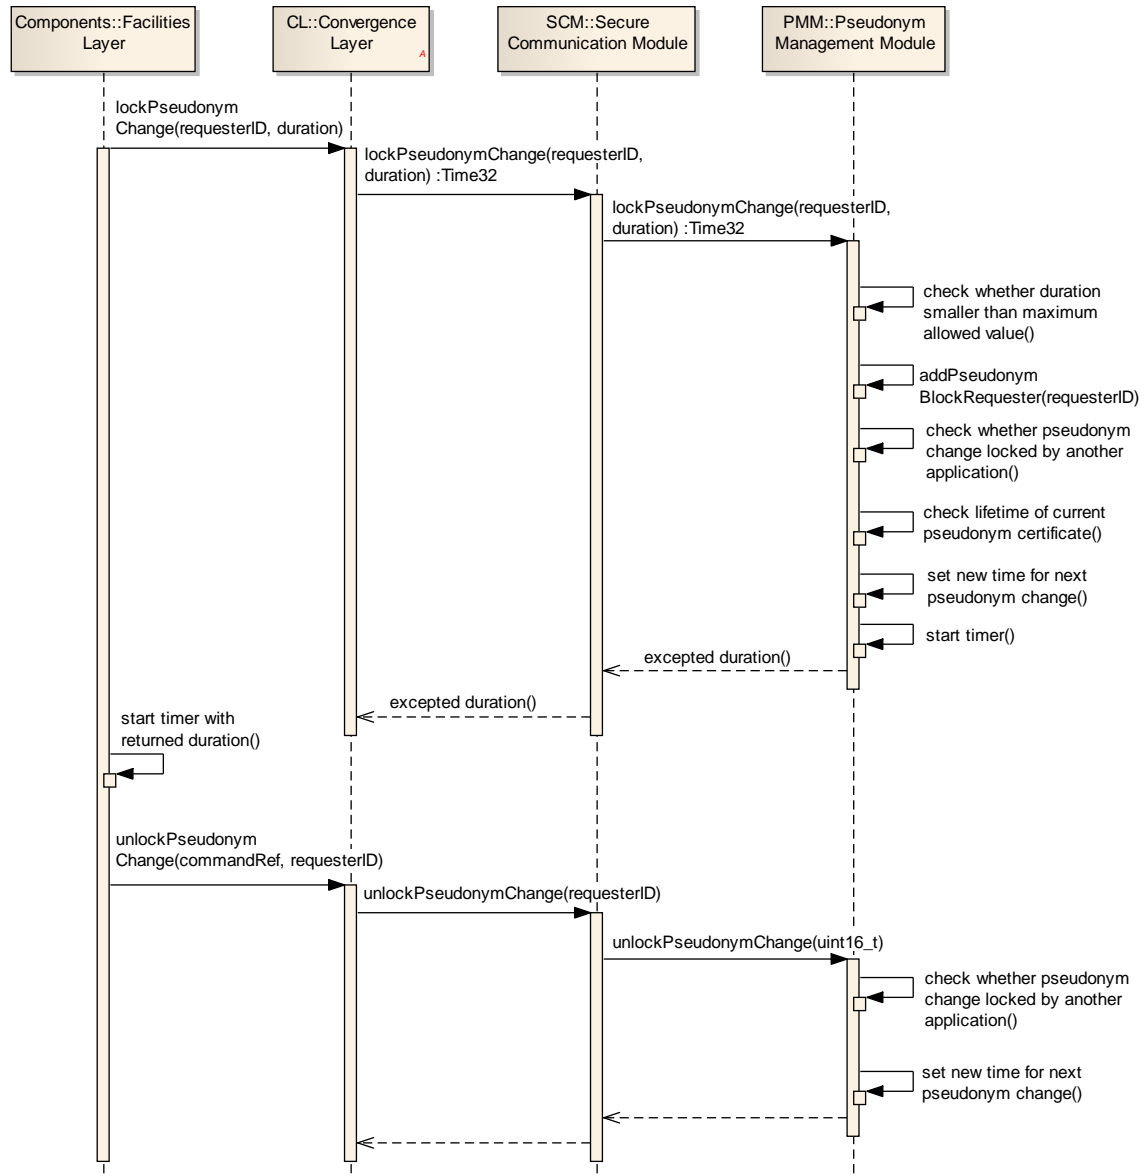 Components::Facilities
Layer
CL::Convergence
Layer
A
SCM::Secure
Communication Module
PMM::Pseudonym
Management Module
lockPseudonym
Change(requesterID, duration)
lockPseudonymChange(requesterID,
duration) :Time32
lockPseudonymChange(requesterID,
duration) :Time32
check whether duration
smaller than maximum
allowed value()
addPseudonym
BlockRequester(requesterID)
check whether pseudonym
change locked by another
application()
check lifetime of current
pseudonym certificate()
set new time for next
pseudonym change()
start timer()
excepted duration()
excepted duration()
start timer with
returned duration()
unlockPseudonym
Change(commandRef, requesterID)
unlockPseudonymChange(requesterID)
unlockPseudonymChange(uint16_t)
check whether pseudonym
change locked by another
application()
set new time for next
pseudonym change()